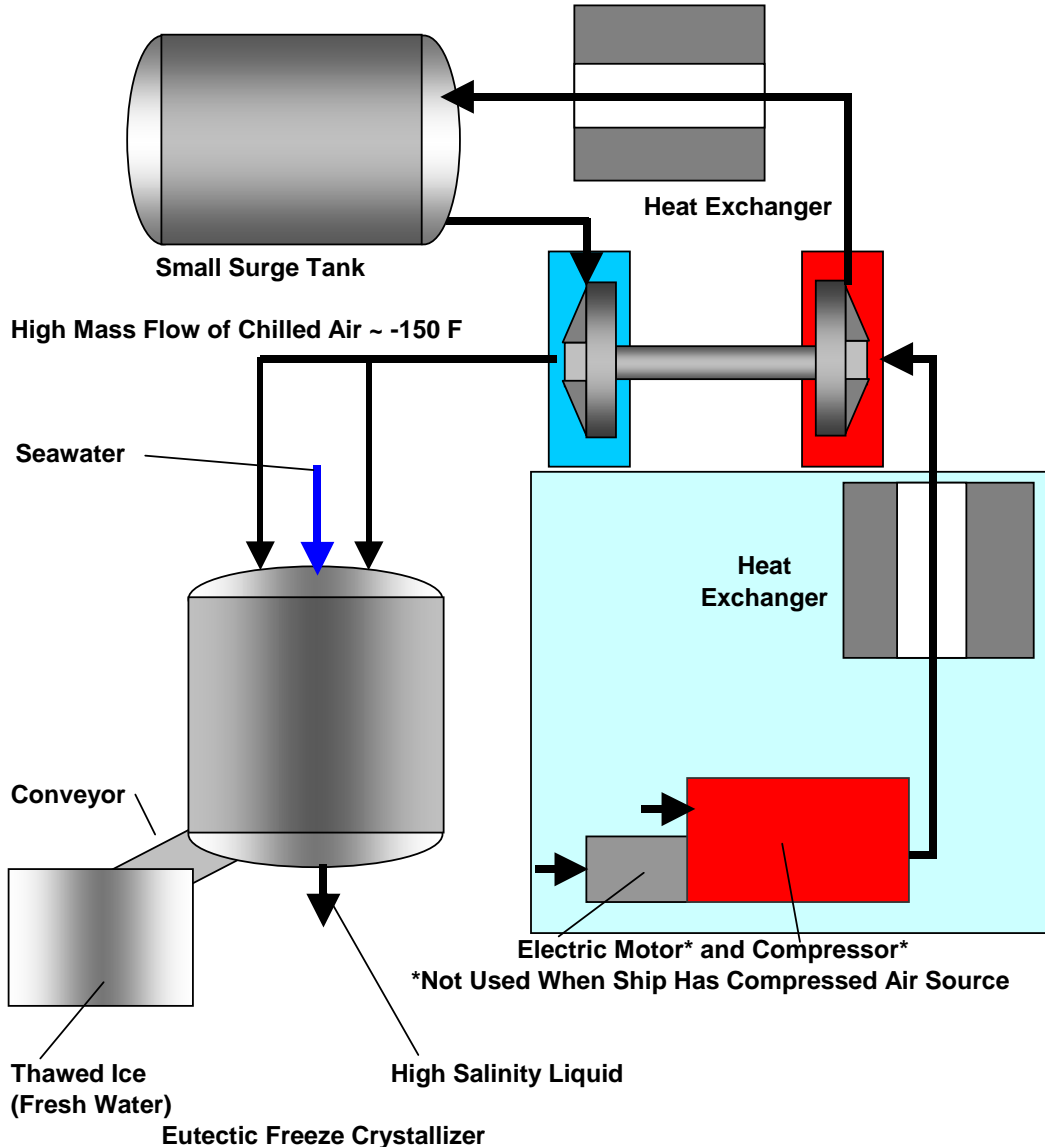 Heat Exchanger
Small Surge Tank
High Mass Flow of Chilled Air ~ -150 F
Seawater
Heat
Exchanger
Conveyor
Electric Motor* and Compressor*
*Not Used When Ship Has Compressed Air Source
Thawed Ice
(Fresh Water)
High Salinity Liquid
Eutectic Freeze Crystallizer